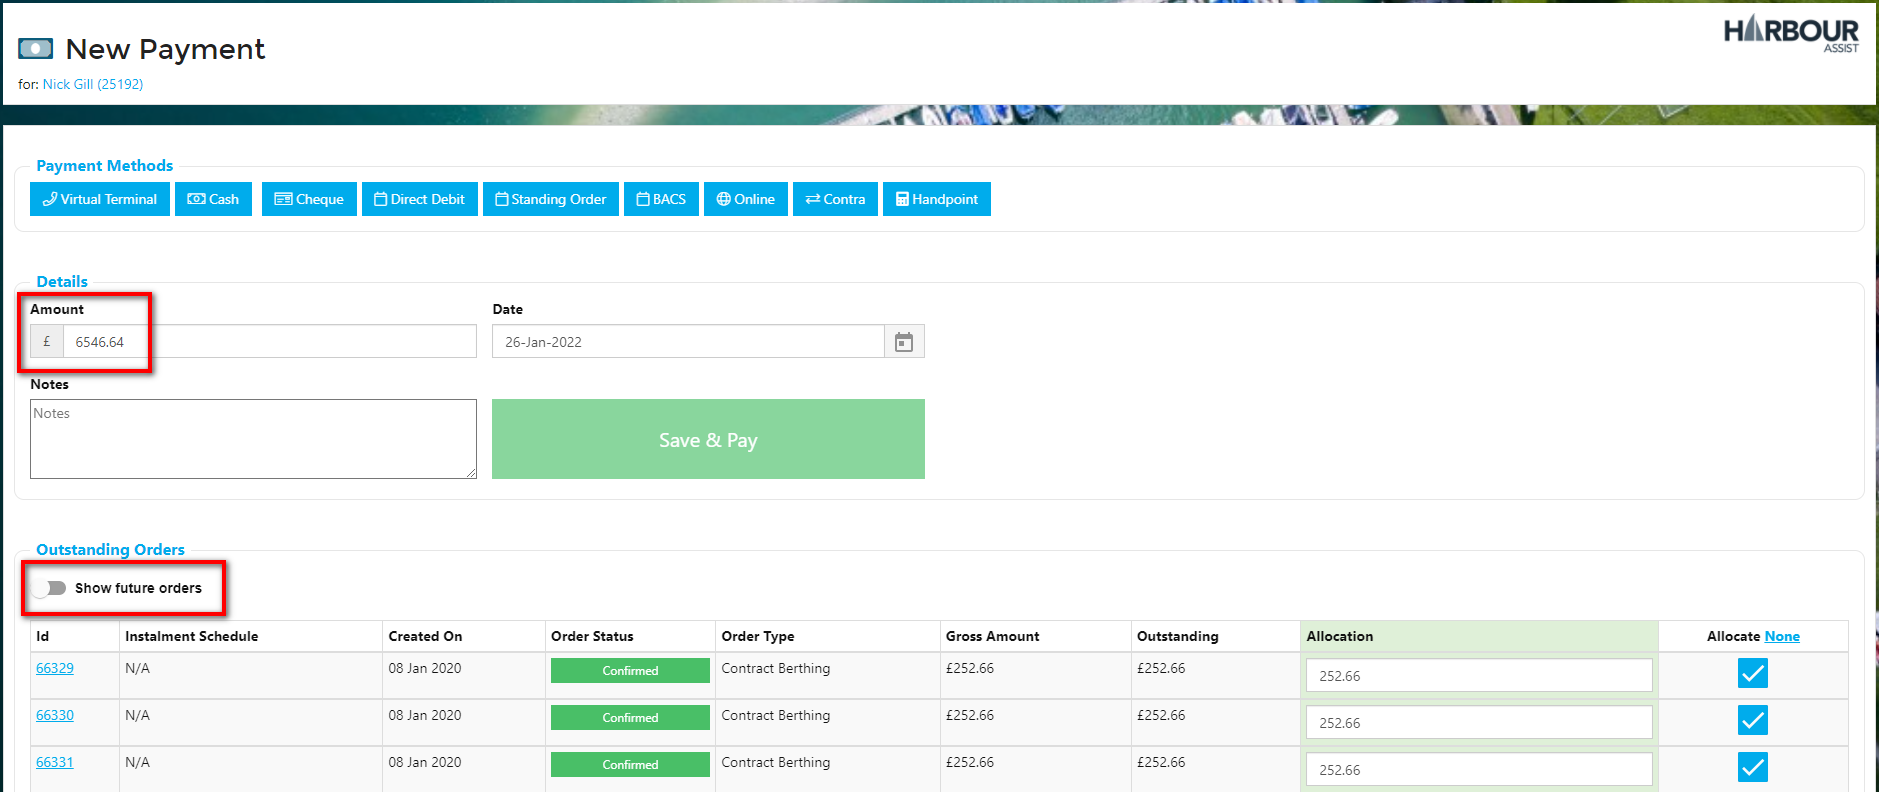 HARBOUR
ASSIST
New Payment
for: Nick Gill (25192)
Payment Methods
Virtual Terminal Cash Cheque Direct Debit Standing Order BACS Online Contra Handpoint
Details
Amount Date
£ 6546.64 26-Jan-2022
Notes
Notes
Save & Pay
Outstanding Orders
Show future orders
Id Instalment Schedule Created On Order Status Order Type Gross Amount Outstanding Allocation Allocate None
66329 N/A 08 Jan 2020 Confirmed Contract Berthing £252.66 £252.66 252.66
66330 N/A 08 Jan 2020 Confirmed Contract Berthing £252.66 £252.66 252.66
66331 N/A 08 Jan 2020 Confirmed Contract Berthing £252.66 £252.66 252.66